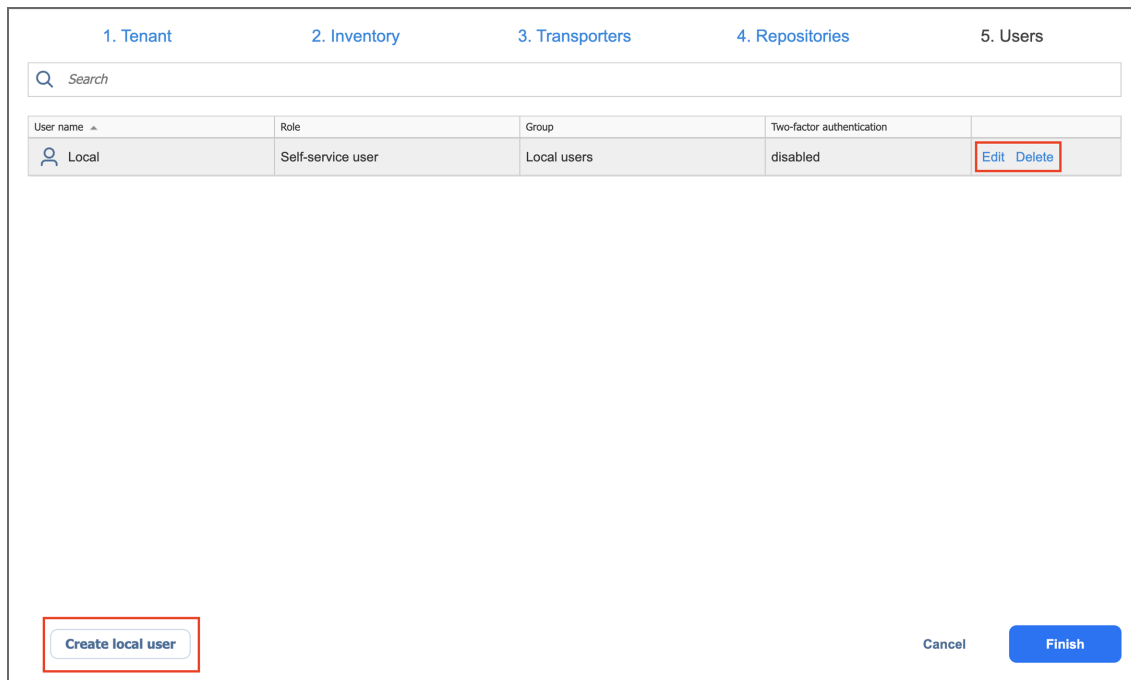 1. Tenant 2. Inventory 3. Transporters 4. Repositories 5. Users
Search
User name Role Group Two-factor authentication
Local Self-service user Local users disabled Edit Delete
Create local user Cancel Finish